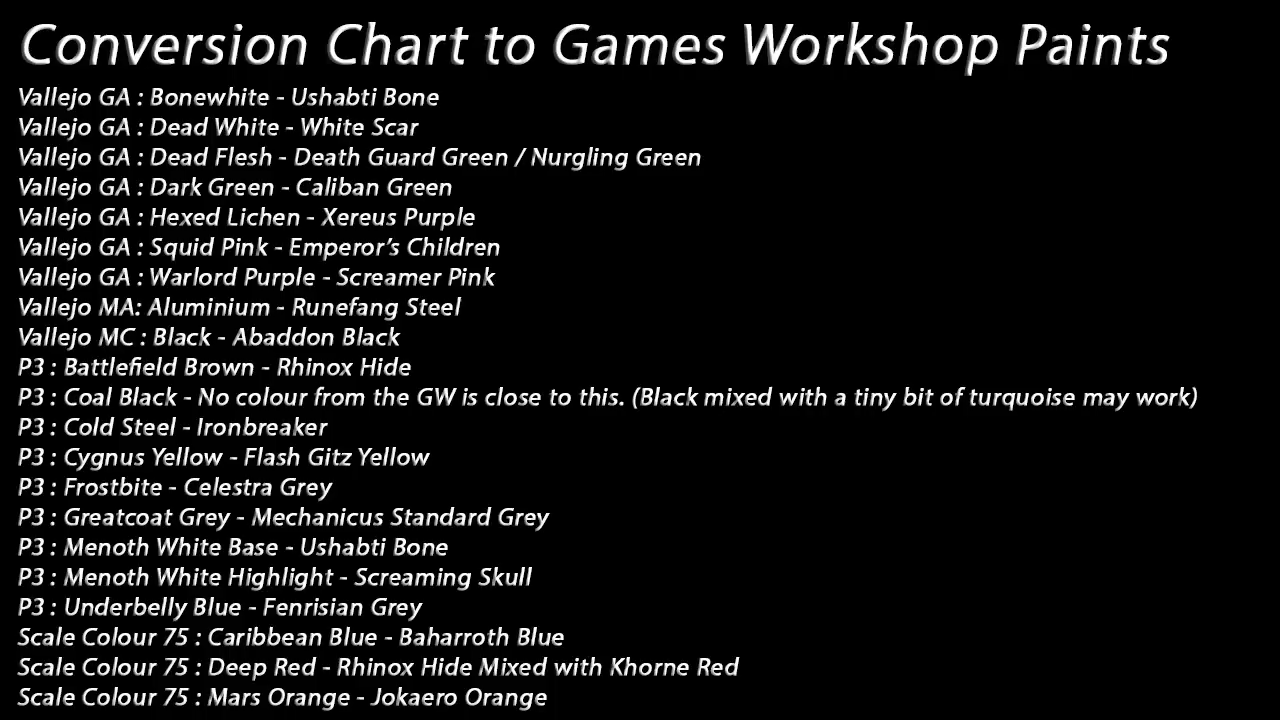 Conversion Chart to Games Workshop Paints
Vallejo GA : Bonewhite - Ushabti Bone
Vallejo GA : Dead White - White Scar
Vallejo GA : Dead Flesh - Death Guard Green / Nurgling Green
Vallejo GA : Dark Green - Caliban Green
Vallejo GA : Hexed Lichen - Xereus Purple
Vallejo GA : Squid Pink - Emperor’s Children
Vallejo GA : Warlord Purple - Screamer Pink
Vallejo MA: Aluminium - Runefang Steel
Vallejo MC : Black - Abaddon Black
P3 : Battlefield Brown - Rhinox Hide
P3 : Coal Black - No colour from the GW is close to this. (Black mixed with a tiny bit of turquoise may work)
P3 : Cold Steel - Ironbreaker
P3 : Cygnus Yellow - Flash Gitz Yellow
P3 : Frostbite - Celestra Grey
P3 : Greatcoat Grey - Mechanicus Standard Grey
P3 : Menoth White Base - Ushabti Bone
P3 : Menoth White Highlight - Screaming Skull
P3 : Underbelly Blue - Fenrisian Grey
Scale Colour 75 : Caribbean Blue - Baharroth Blue
Scale Colour 75 : Deep Red - Rhinox Hide Mixed with Khorne Red
Scale Colour 75 : Mars Orange - Jokaero Orange